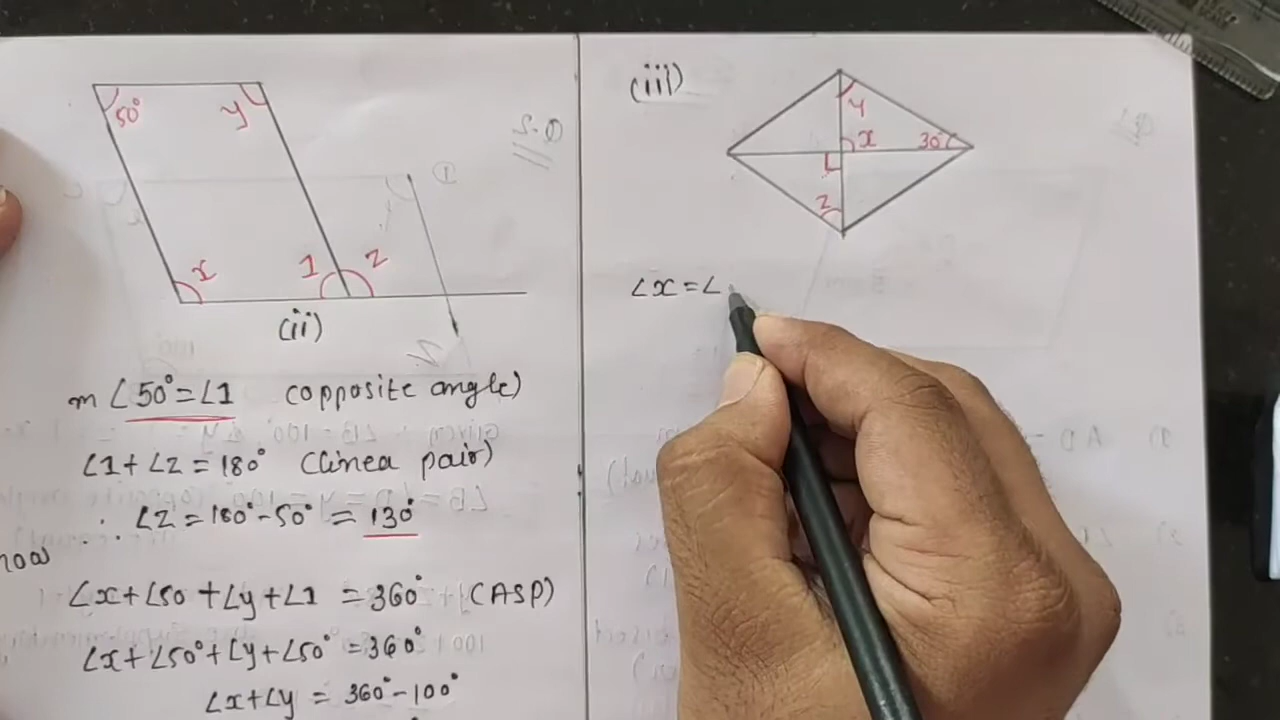 50° y
x 1 z
(ii)
m ∠50°=∠1 (opposite angle)
∠1+∠z = 180° (Linea pair)
∴ ∠z = 180°-50° = 130°
now
∠x+∠50+∠y+∠1 = 360° (ASP)
∠x+∠50°+∠y+∠50° = 360°
∠x+∠y = 360°-100°
(iii)
y
x 30°
z
∠x = ∠